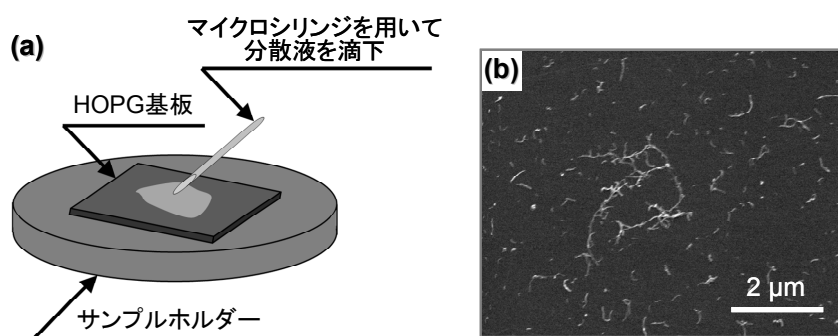 (a)
マイクロシリンジを用いて
分散液を滴下
HOPG基板
サンプルホルダー
(b)
2 μm